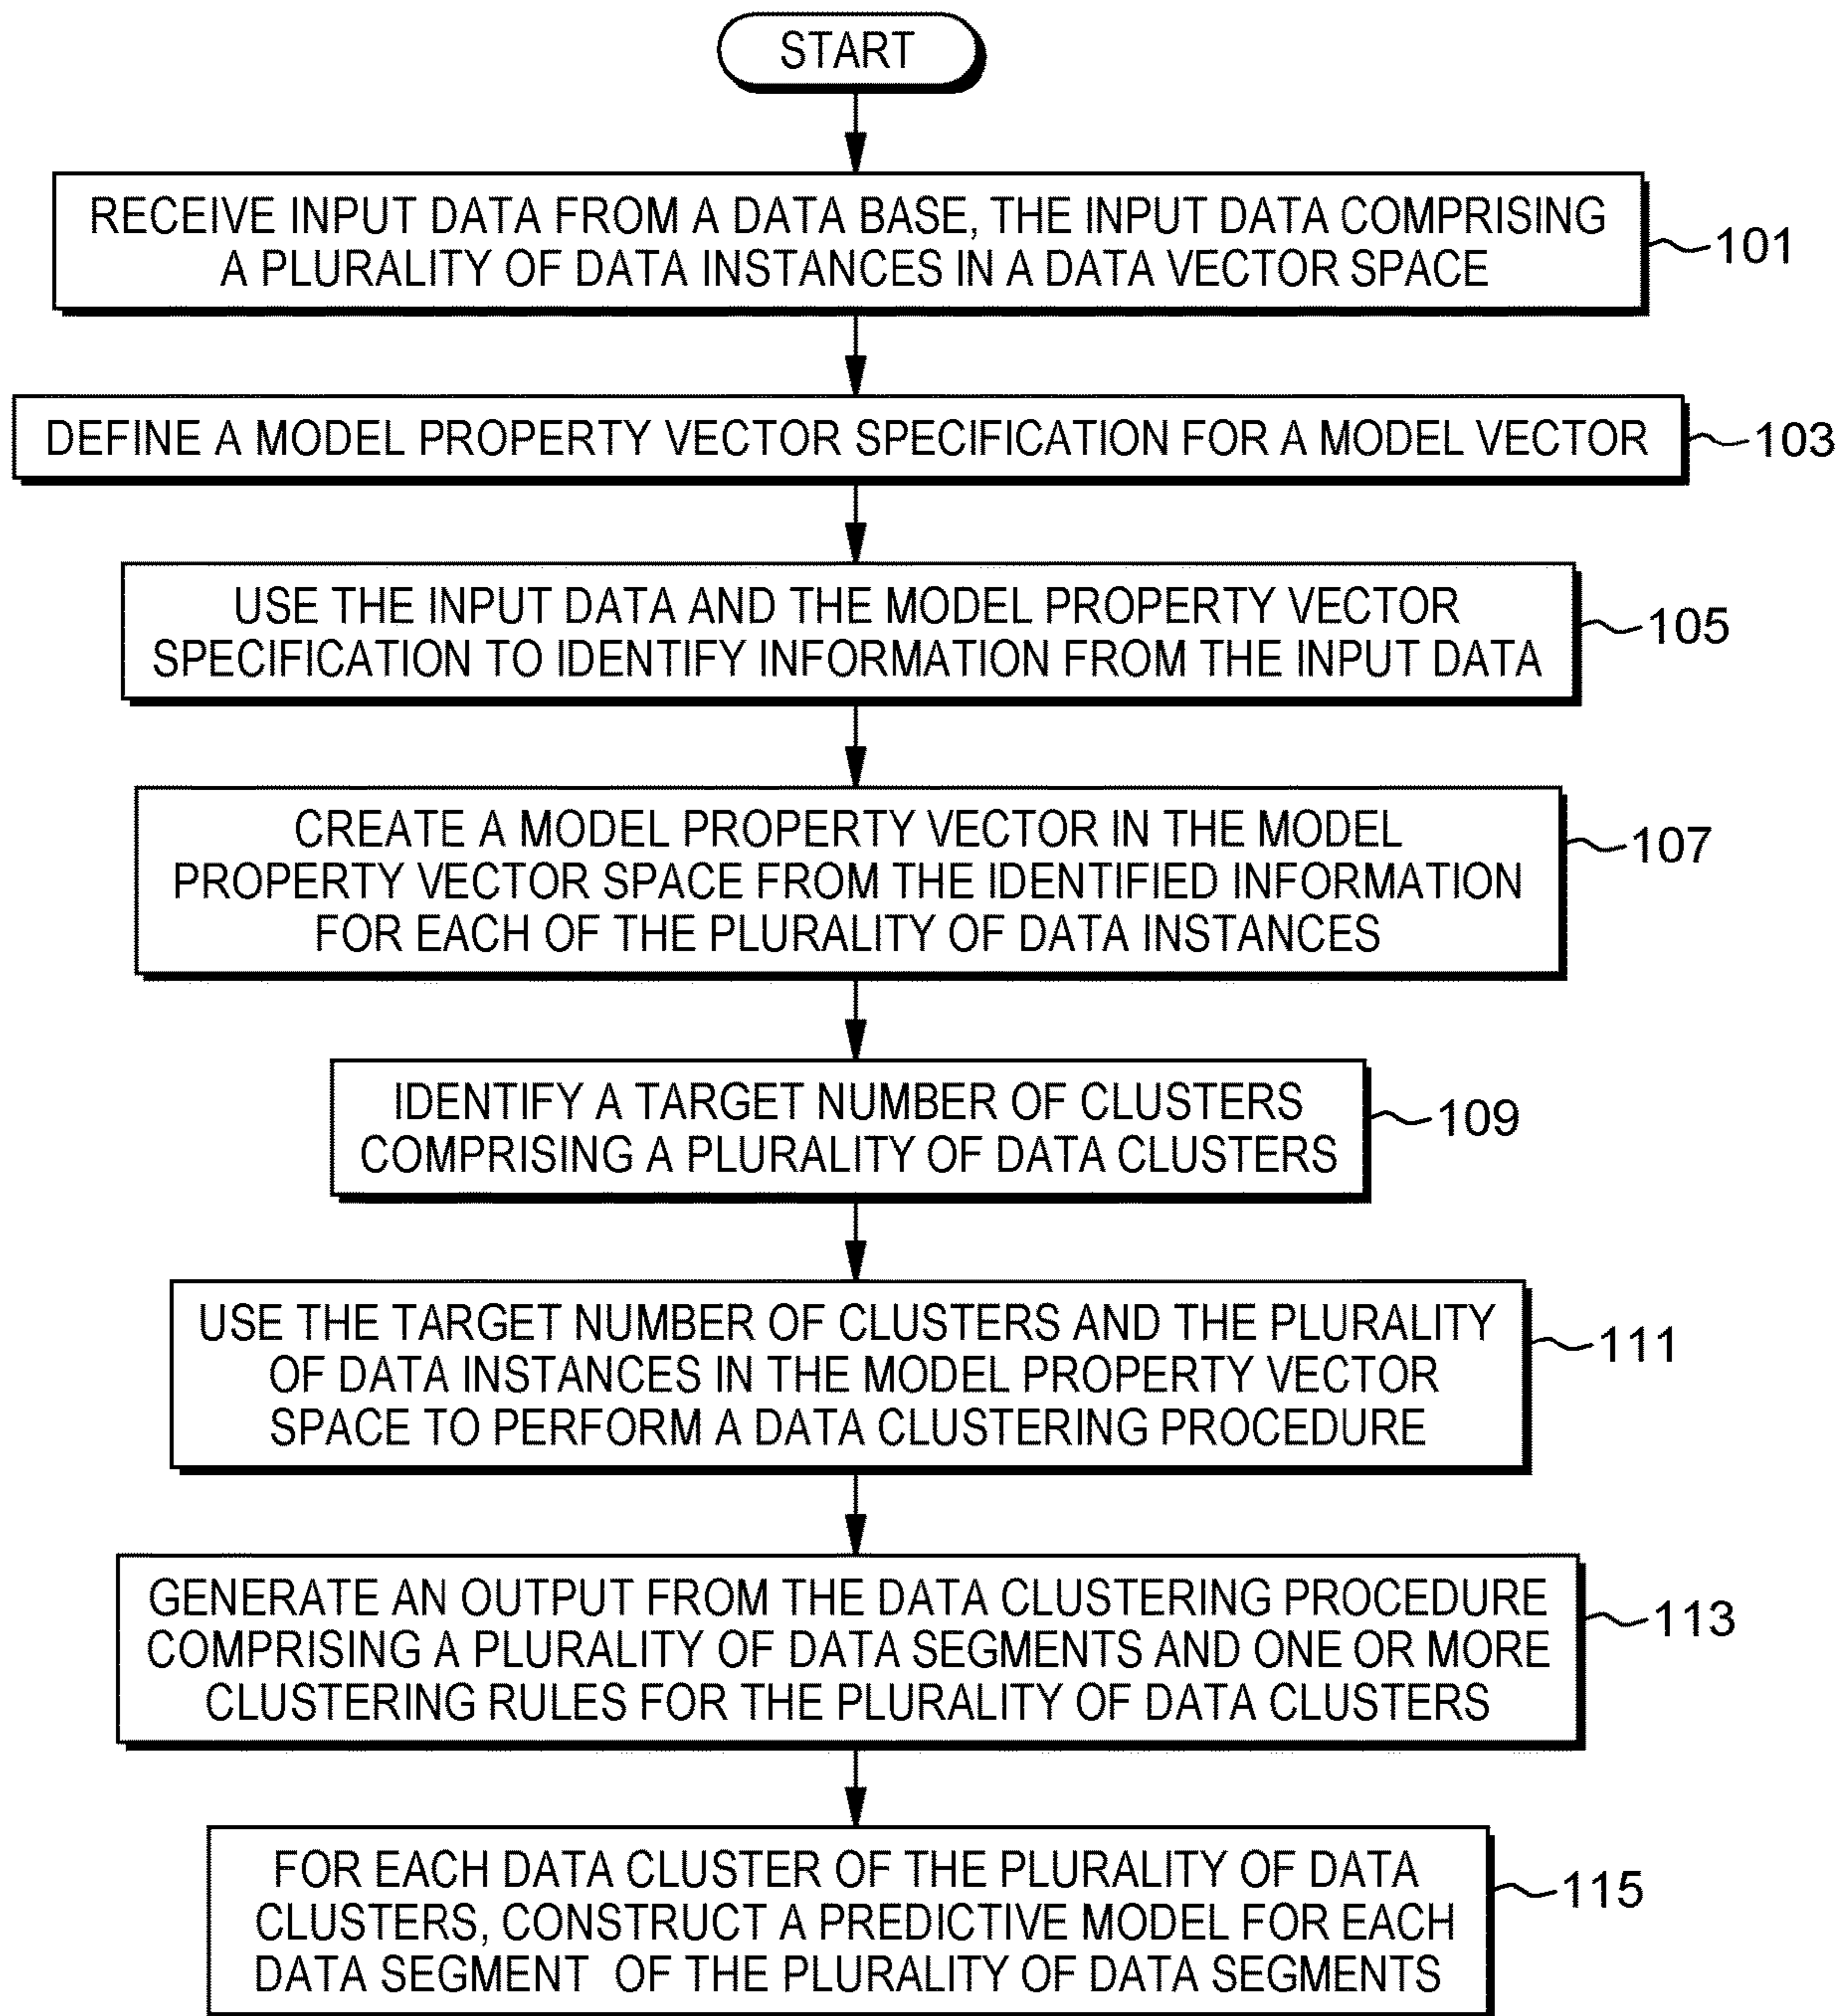 START
RECEIVE INPUT DATA FROM A DATA BASE, THE INPUT DATA COMPRISING
A PLURALITY OF DATA INSTANCES IN A DATA VECTOR SPACE
101
DEFINE A MODEL PROPERTY VECTOR SPECIFICATION FOR A MODEL VECTOR
103
USE THE INPUT DATA AND THE MODEL PROPERTY VECTOR
SPECIFICATION TO IDENTIFY INFORMATION FROM THE INPUT DATA
105
CREATE A MODEL PROPERTY VECTOR IN THE MODEL
PROPERTY VECTOR SPACE FROM THE IDENTIFIED INFORMATION
FOR EACH OF THE PLURALITY OF DATA INSTANCES
107
IDENTIFY A TARGET NUMBER OF CLUSTERS
COMPRISING A PLURALITY OF DATA CLUSTERS
109
USE THE TARGET NUMBER OF CLUSTERS AND THE PLURALITY
OF DATA INSTANCES IN THE MODEL PROPERTY VECTOR
SPACE TO PERFORM A DATA CLUSTERING PROCEDURE
111
GENERATE AN OUTPUT FROM THE DATA CLUSTERING PROCEDURE
COMPRISING A PLURALITY OF DATA SEGMENTS AND ONE OR MORE
CLUSTERING RULES FOR THE PLURALITY OF DATA CLUSTERS
113
FOR EACH DATA CLUSTER OF THE PLURALITY OF DATA
CLUSTERS, CONSTRUCT A PREDICTIVE MODEL FOR EACH
DATA SEGMENT OF THE PLURALITY OF DATA SEGMENTS
115